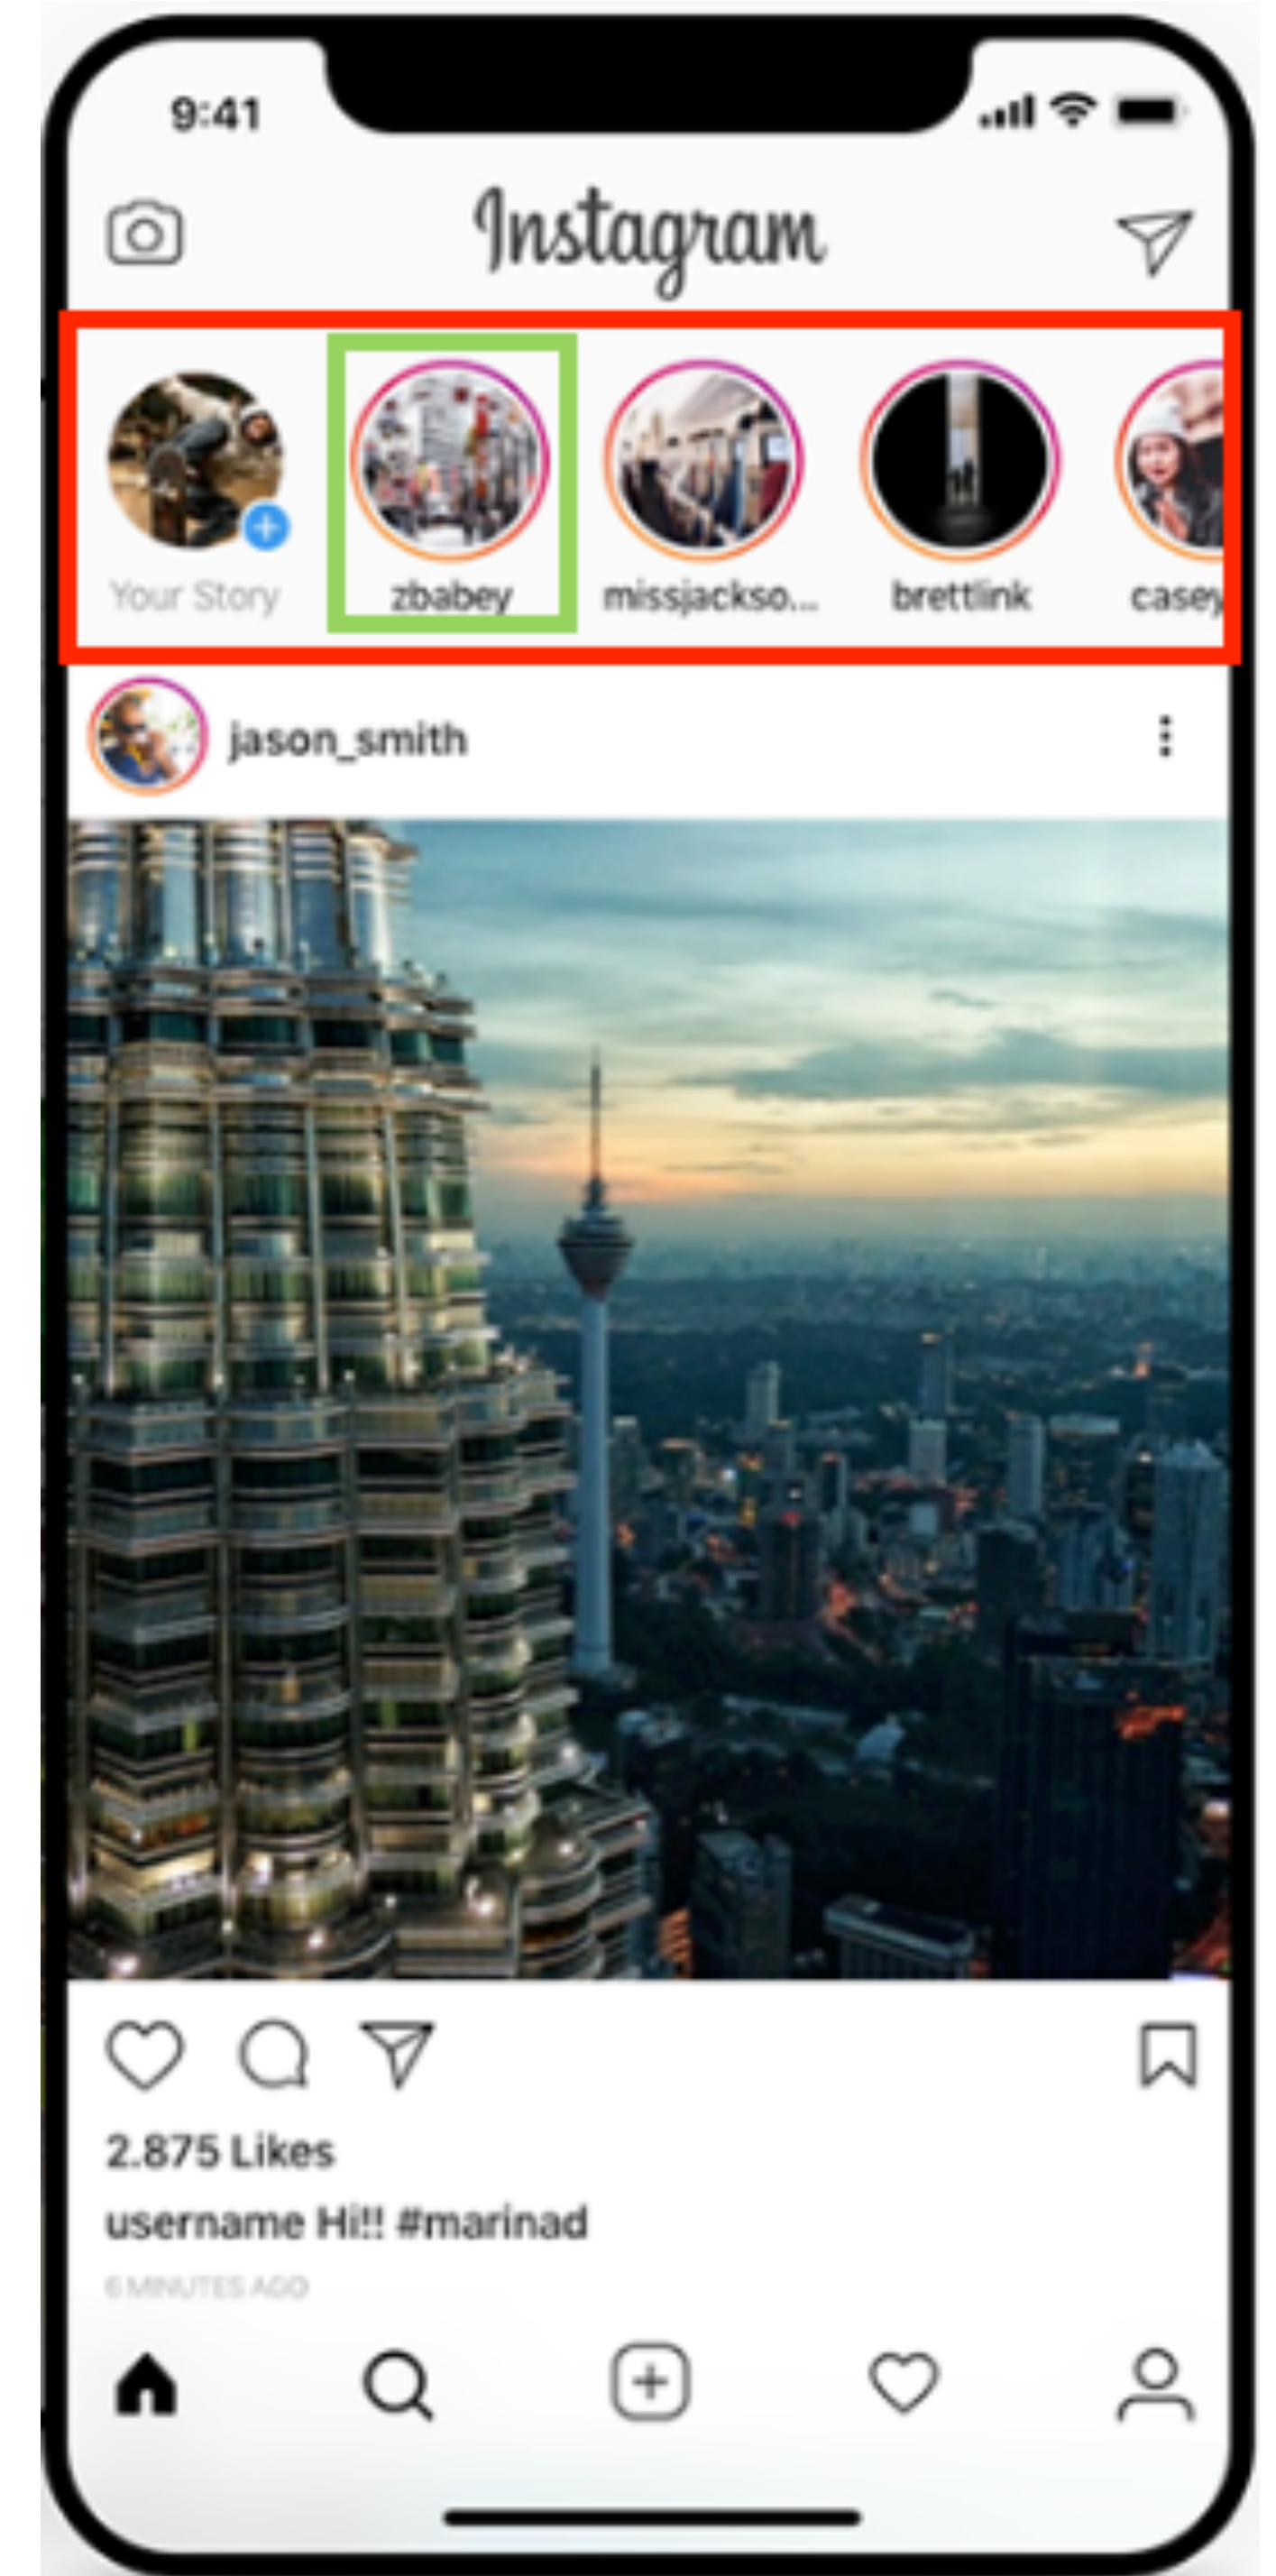 9:41
Instagram
Your Story zbabey missjackso... brettlink casey
jason_smith
2.875 Likes
username Hi!! #marinad
6 MINUTES AGO